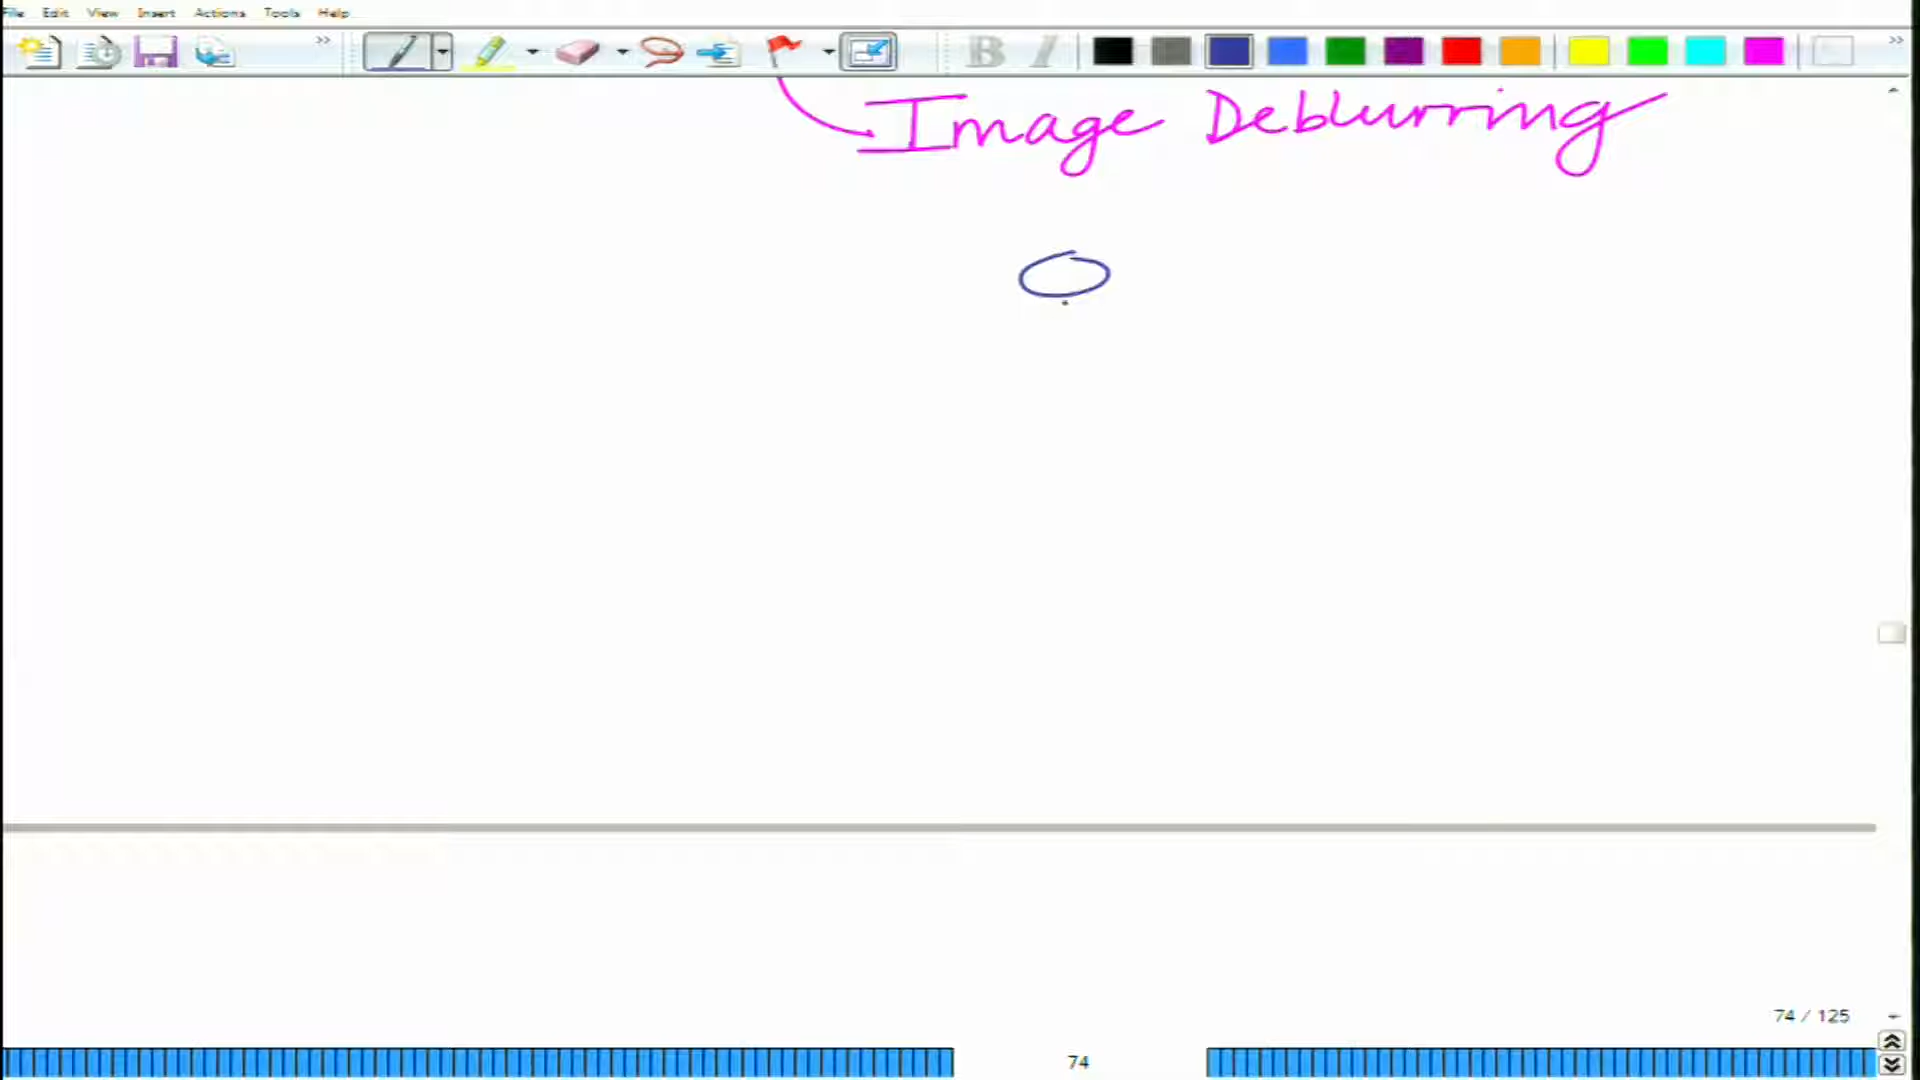 File Edit View Insert Actions Tools Help
B I
Image Deblurring
74 / 125
74